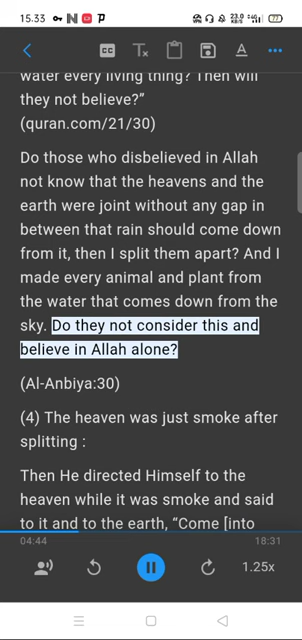 15.33
23.0 KB/S
77
CC
water every living thing? Then will
they not believe?”
(quran.com/21/30)
Do those who disbelieved in Allah
not know that the heavens and the
earth were joint without any gap in
between that rain should come down
from it, then I split them apart? And I
made every animal and plant from
the water that comes down from the
sky. Do they not consider this and
believe in Allah alone?
(Al-Anbiya:30)
(4) The heaven was just smoke after
splitting :
Then He directed Himself to the
heaven while it was smoke and said
to it and to the earth, “Come [into
04:44
18:31
1.25x